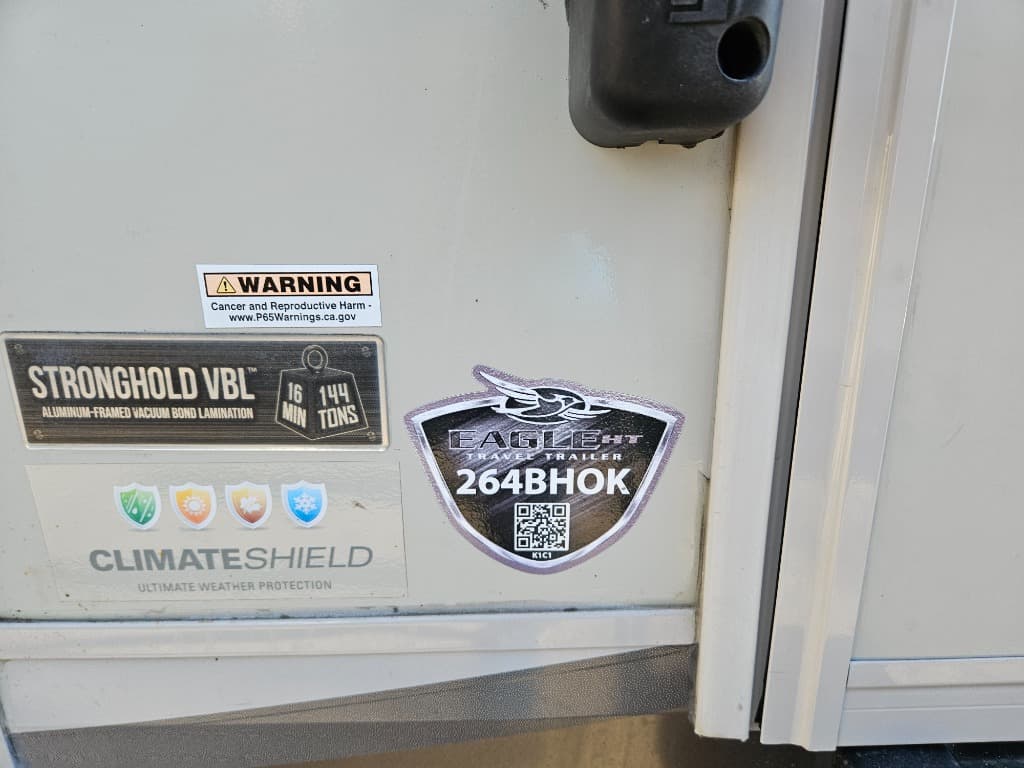 WARNING
Cancer and Reproductive Harm -
www.P65Warnings.ca.gov
STRONGHOLD VBL™
ALUMINUM-FRAMED VACUUM BOND LAMINATION
16 MIN
144 TONS
CLIMATESHIELD
ULTIMATE WEATHER PROTECTION
EAGLE HT
TRAVEL TRAILER
264BHOK
K1C1